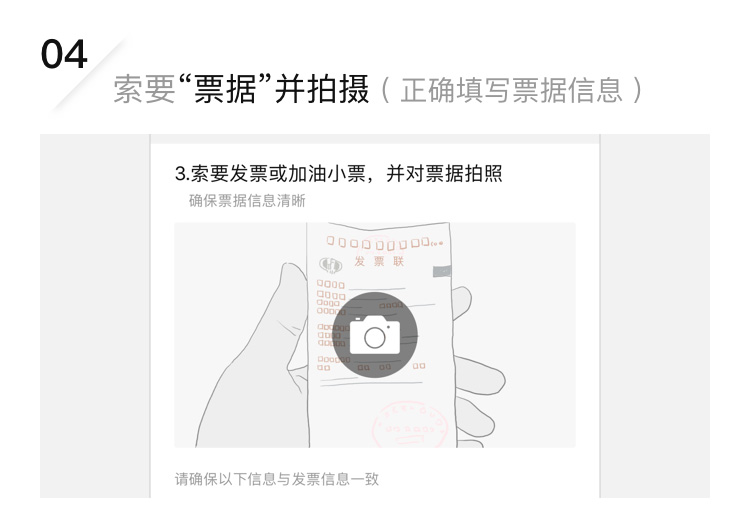 04
索要“票据”并拍摄（正确填写票据信息）
3.索要发票或加油小票，并对票据拍照
确保票据信息清晰
发票联
请确保以下信息与发票信息一致